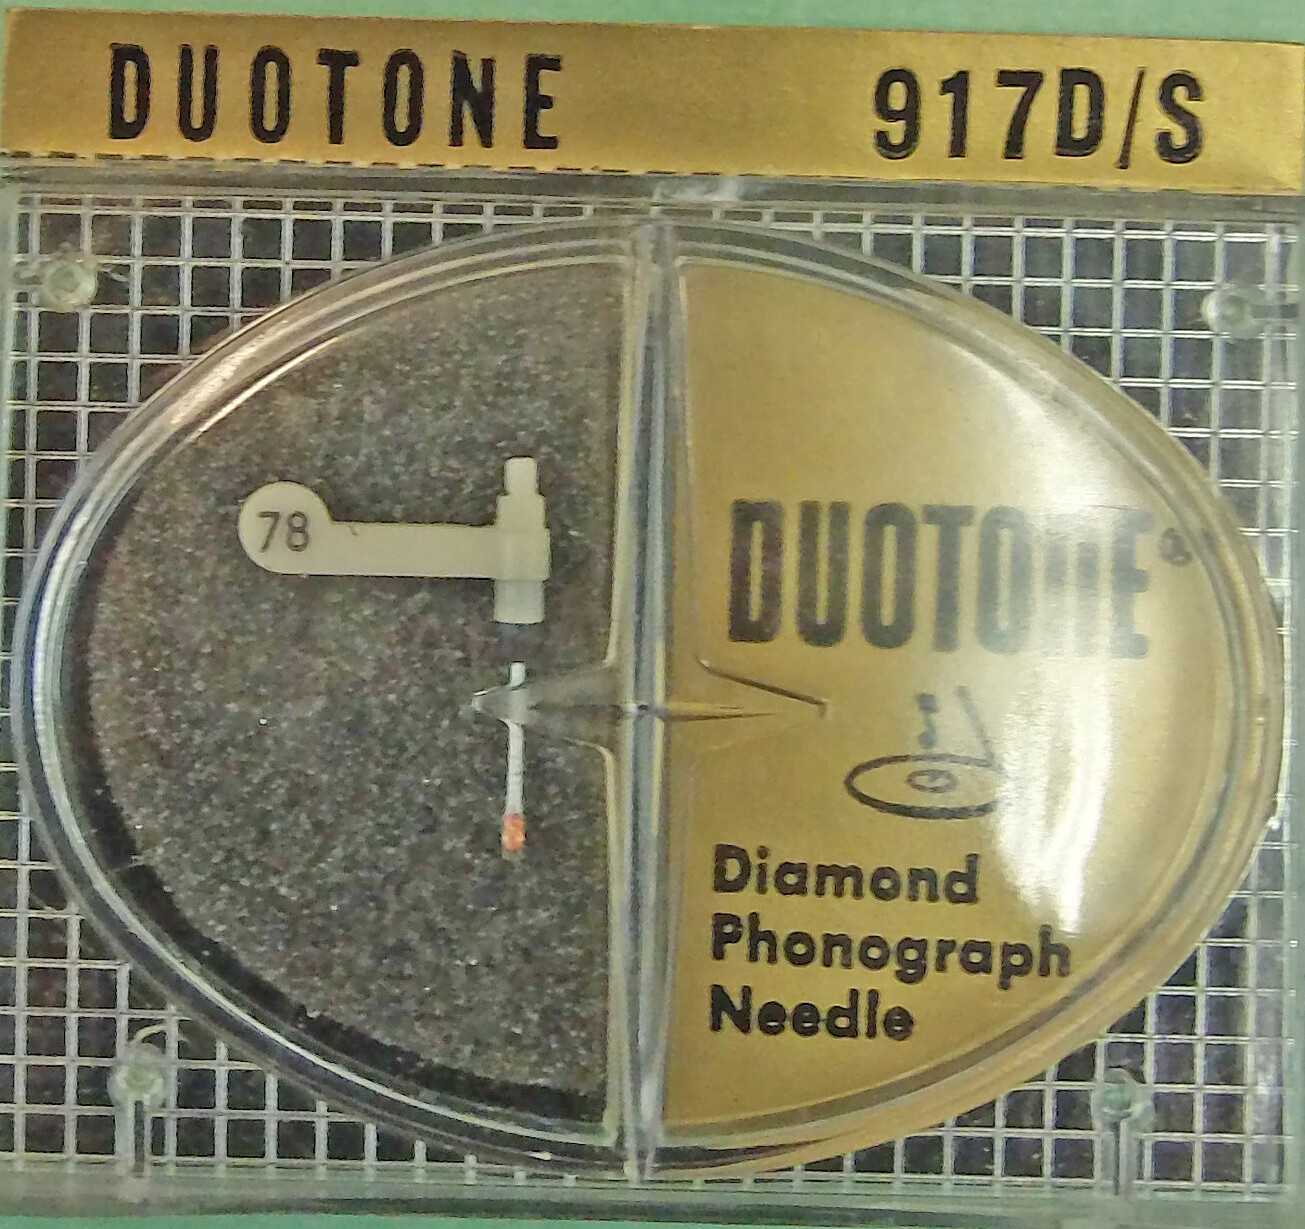 DUOTONE 917D/S
78
DUOTONE®
Diamond
Phonograph
Needle